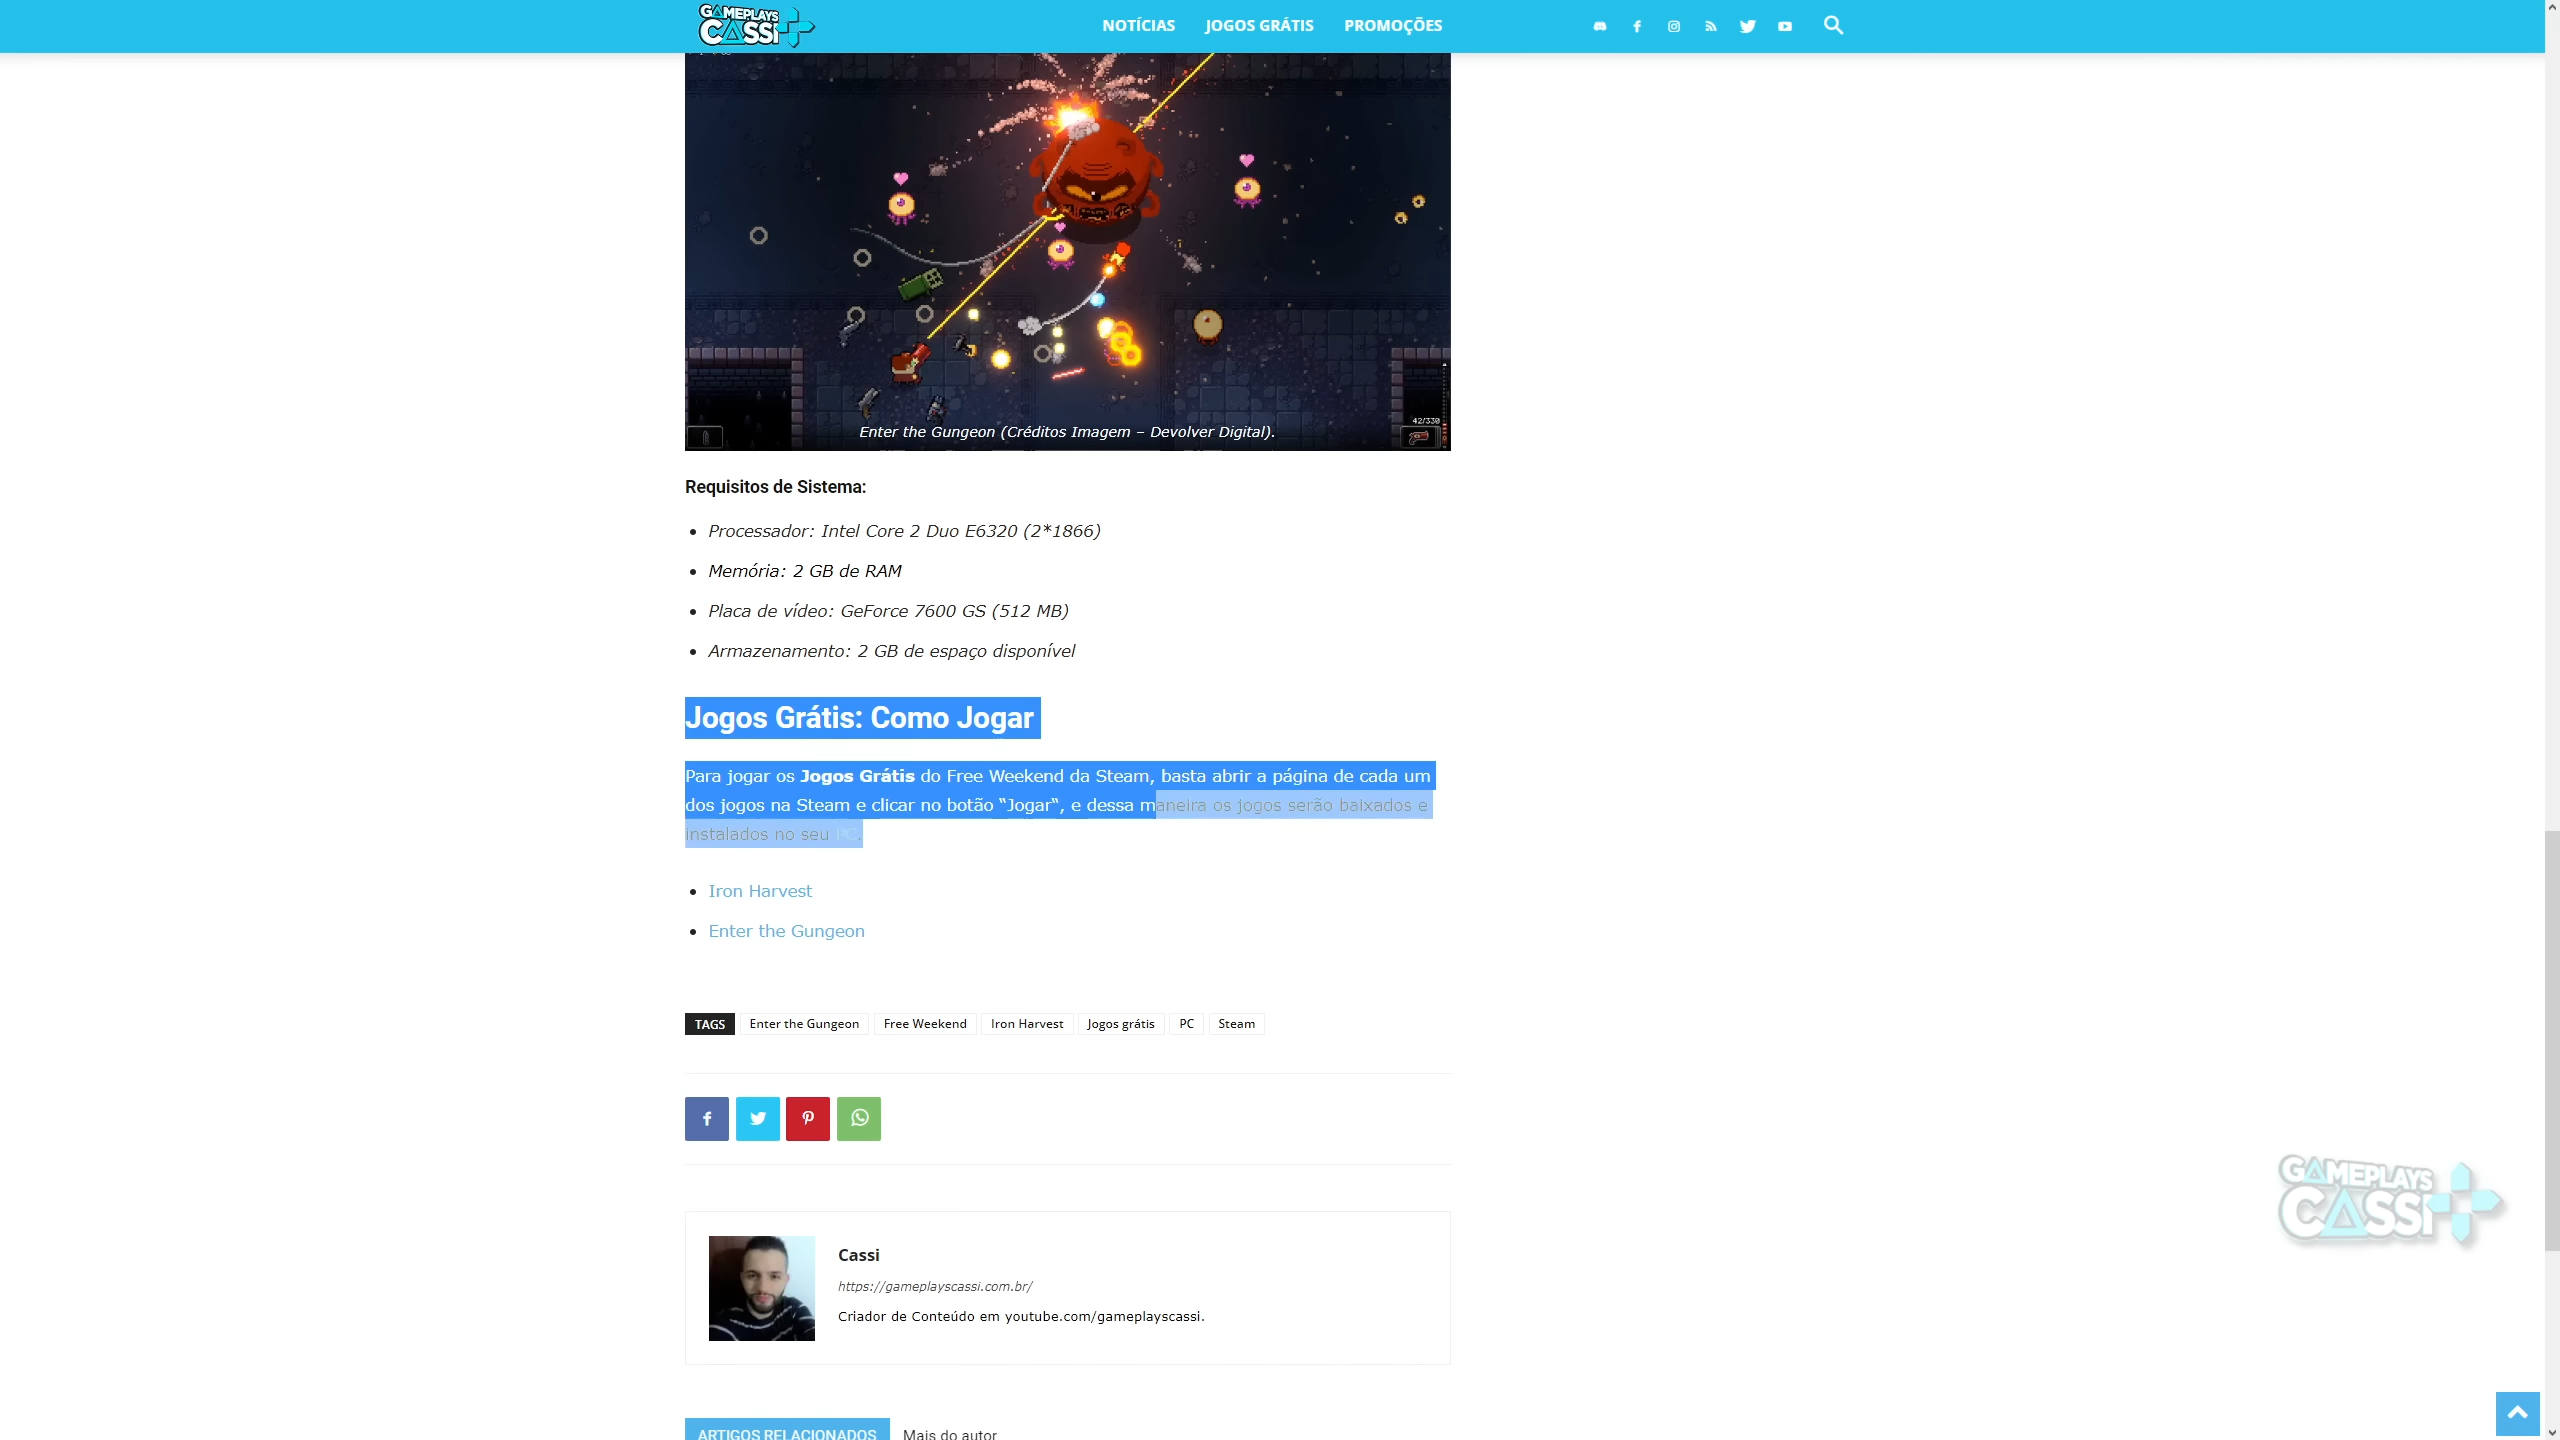 GAMEPLAYS
CASSI
NOTÍCIAS JOGOS GRÁTIS PROMOÇÕES
Enter the Gungeon (Créditos Imagem – Devolver Digital).
42/330
Requisitos de Sistema:
Processador: Intel Core 2 Duo E6320 (2*1866)
Memória: 2 GB de RAM
Placa de vídeo: GeForce 7600 GS (512 MB)
Armazenamento: 2 GB de espaço disponível
Jogos Grátis: Como Jogar
Para jogar os Jogos Grátis do Free Weekend da Steam, basta abrir a página de cada um
dos jogos na Steam e clicar no botão “Jogar“, e dessa maneira os jogos serão baixados e
instalados no seu PC.
Iron Harvest
Enter the Gungeon
TAGS Enter the Gungeon Free Weekend Iron Harvest Jogos grátis PC Steam
GAMEPLAYS
CASSI
Cassi
https://gameplayscassi.com.br/
Criador de Conteúdo em youtube.com/gameplayscassi.
ARTIGOS RELACIONADOS Mais do autor